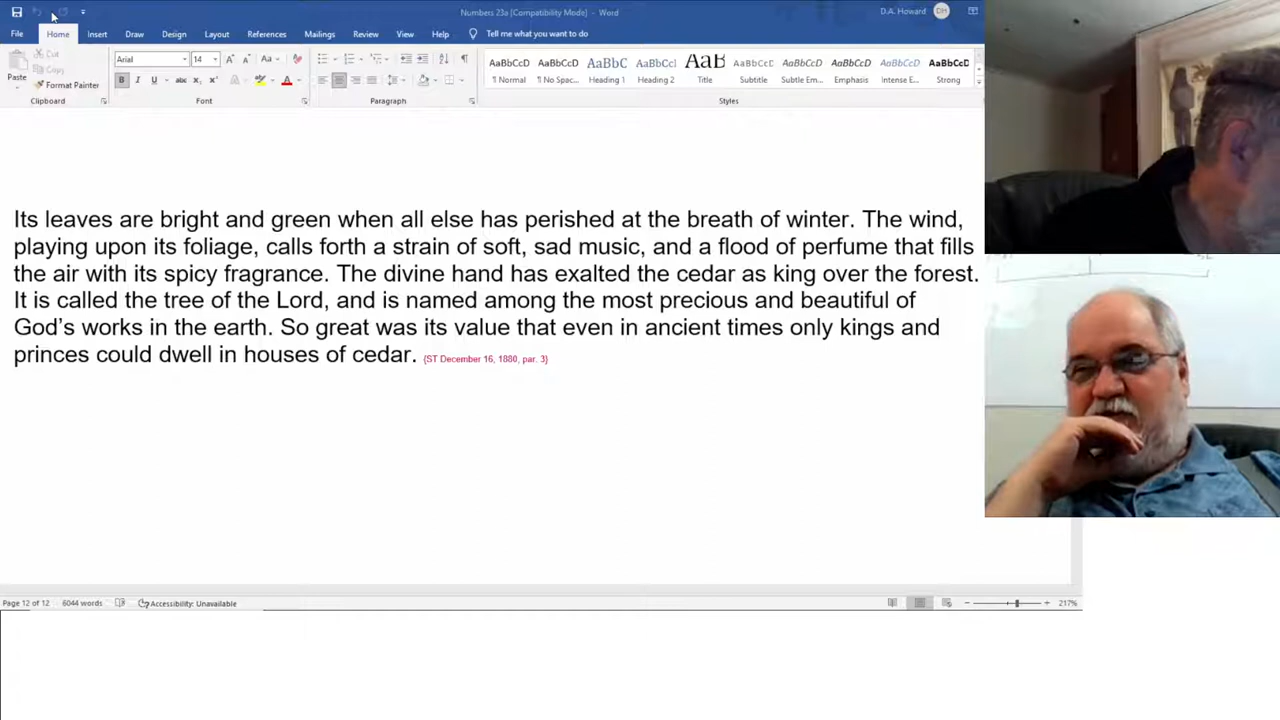 Numbers 23a [Compatibility Mode] - Word
D.A. Howard DH
File Home Insert Draw Design Layout References Mailings Review View Help Tell me what you want to do
Paste
Cut
Copy
Format Painter
Clipboard
Arial 14
Font
Paragraph
AaBbCcD AaBbCcD AaBbC AaBbCcl AaB AaBbCcD AaBbCcD AaBbCcD AaBbCcD AaBbCcD
¶ Normal ¶ No Spac... Heading 1 Heading 2 Title Subtitle Subtle Em... Emphasis Intense E... Strong
Styles
Its leaves are bright and green when all else has perished at the breath of winter. The wind,
playing upon its foliage, calls forth a strain of soft, sad music, and a flood of perfume that fills
the air with its spicy fragrance. The divine hand has exalted the cedar as king over the forest.
It is called the tree of the Lord, and is named among the most precious and beautiful of
God’s works in the earth. So great was its value that even in ancient times only kings and
princes could dwell in houses of cedar. {ST December 16, 1880, par. 3}
Page 12 of 12 6044 words Accessibility: Unavailable 217%